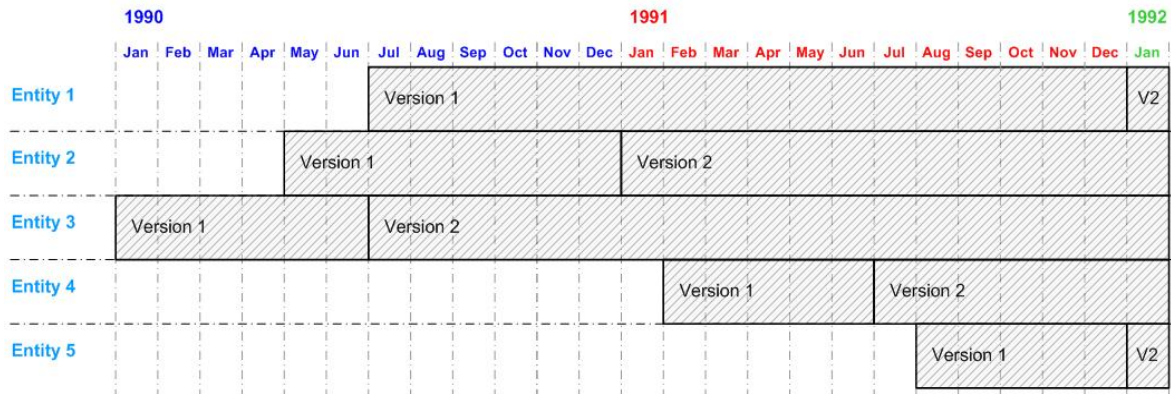 1990 1991 1992
Jan Feb Mar Apr May Jun Jul Aug Sep Oct Nov Dec Jan Feb Mar Apr May Jun Jul Aug Sep Oct Nov Dec Jan
Entity 1 Version 1 V2
Entity 2 Version 1 Version 2
Entity 3 Version 1 Version 2
Entity 4 Version 1 Version 2
Entity 5 Version 1 V2